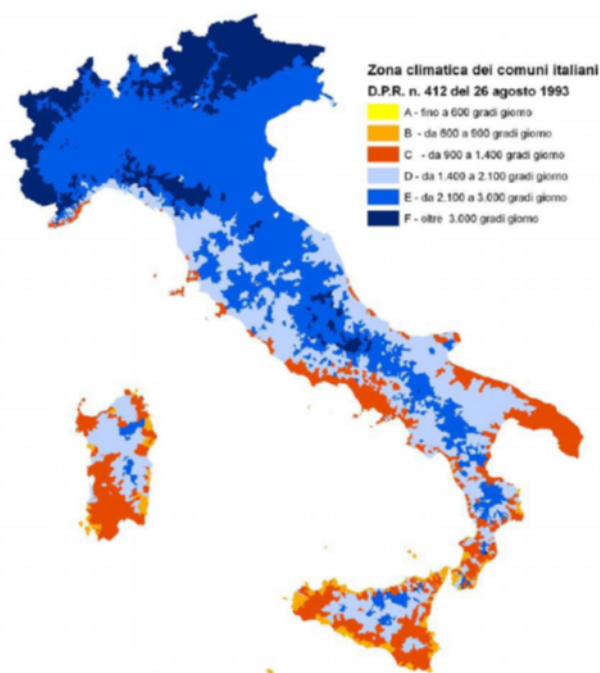 Zona climatica dei comuni italiani
D.P.R. n. 412 del 26 agosto 1993
A - fino a 600 gradi giorno
B - da 600 a 900 gradi giorno
C - da 900 a 1.400 gradi giorno
D - da 1.400 a 2.100 gradi giorno
E - da 2.100 a 3.000 gradi giorno
F - oltre 3.000 gradi giorno